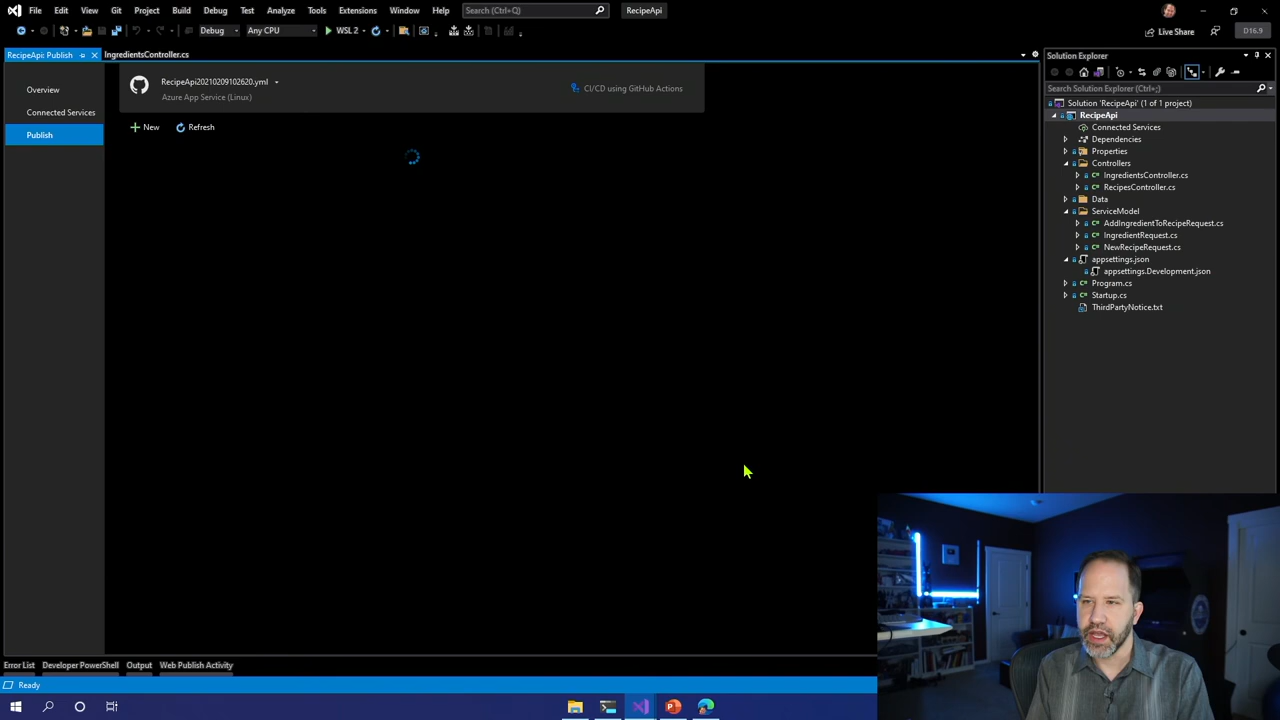 File Edit View Git Project Build Debug Test Analyze Tools Extensions Window Help Search (Ctrl+Q) RecipeApi
Debug Any CPU WSL 2 Live Share D16.9
RecipeApi: Publish IngredientsController.cs
Overview
Connected Services
Publish
RecipeApi20210209102620.yml
Azure App Service (Linux)
CI/CD using GitHub Actions
New Refresh
Solution Explorer
Search Solution Explorer (Ctrl+;)
Solution 'RecipeApi' (1 of 1 project)
RecipeApi
Connected Services
Dependencies
Properties
Controllers
IngredientsController.cs
RecipesController.cs
Data
ServiceModel
AddIngredientToRecipeRequest.cs
IngredientRequest.cs
NewRecipeRequest.cs
appsettings.json
appsettings.Development.json
Program.cs
Startup.cs
ThirdPartyNotice.txt
Error List Developer PowerShell Output Web Publish Activity
Ready